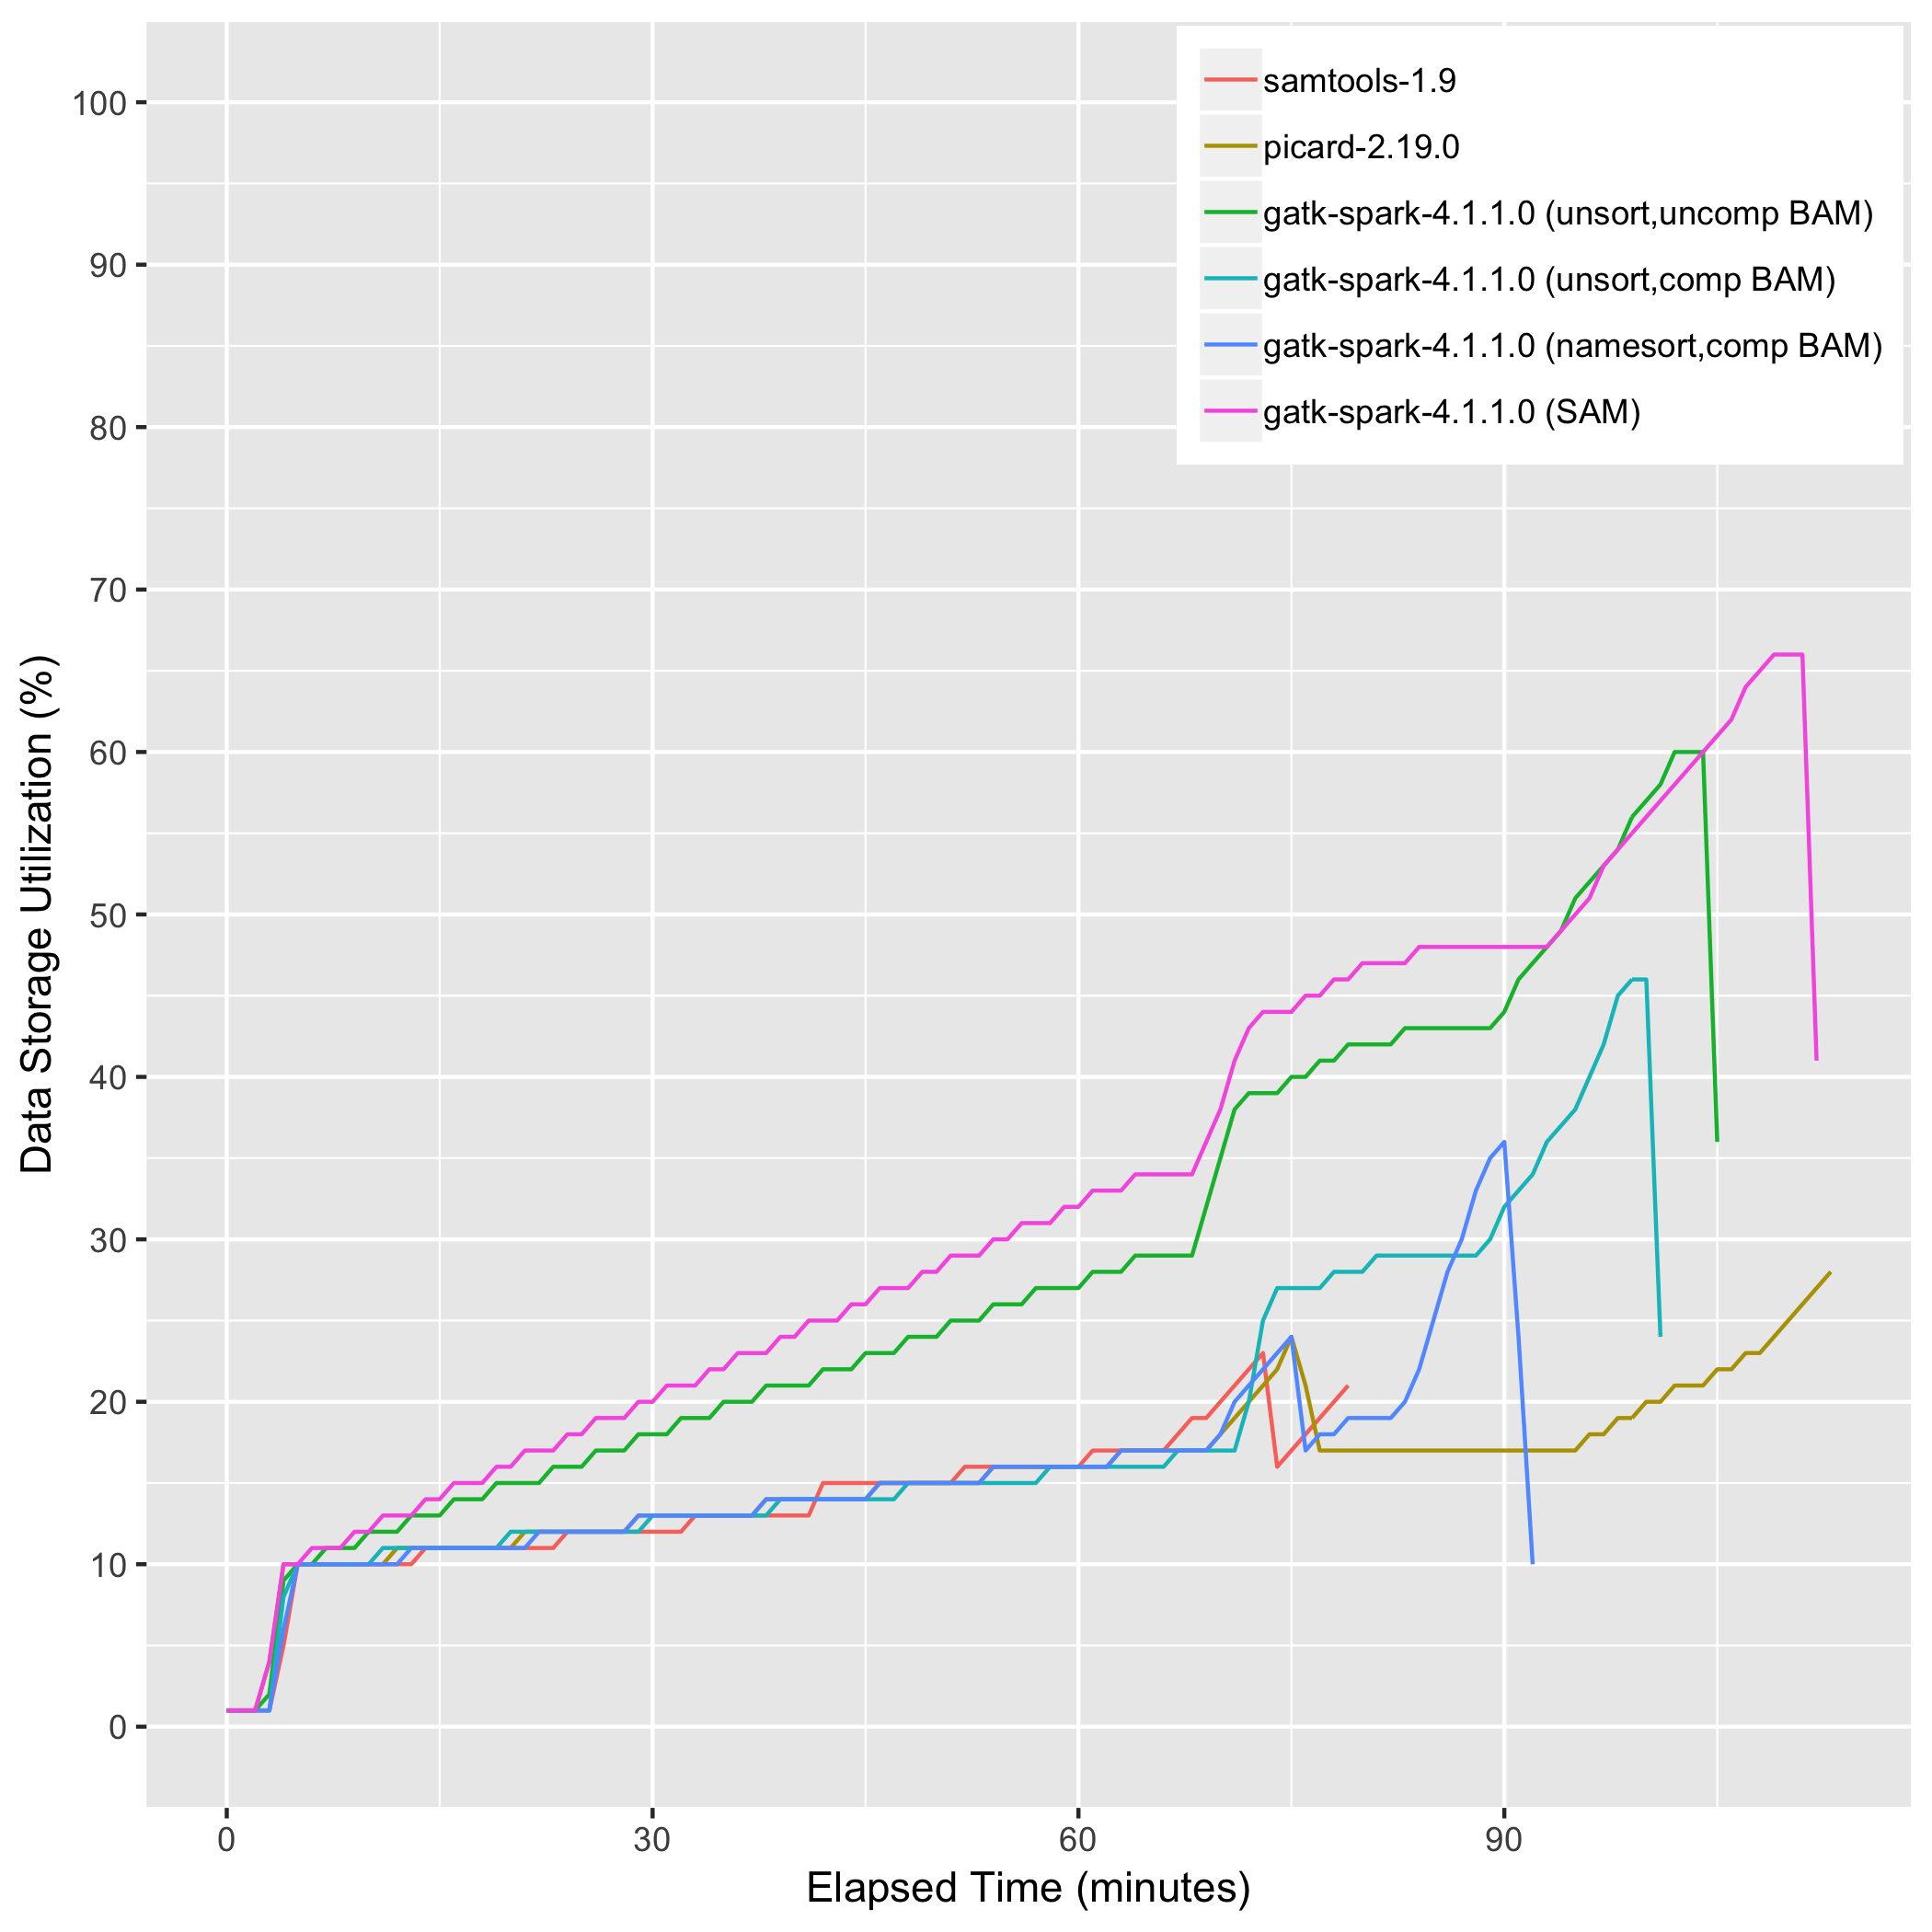 samtools-1.9
picard-2.19.0
gatk-spark-4.1.1.0 (unsort,uncomp BAM)
gatk-spark-4.1.1.0 (unsort,comp BAM)
gatk-spark-4.1.1.0 (namesort,comp BAM)
gatk-spark-4.1.1.0 (SAM)
Data Storage Utilization (%)
100
90
80
70
60
50
40
30
20
10
0
0 30 60 90
Elapsed Time (minutes)